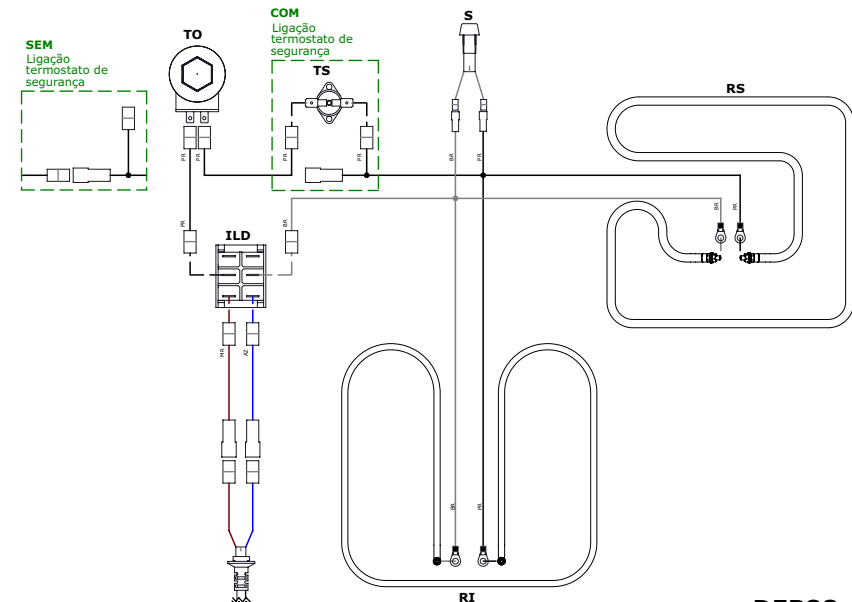 SEM
Ligação
termostato de
segurança
TO
COM
Ligação
termostato de
segurança
TS
S
RS
PR
PR
PR
PR
BR
PR
BR
PR
PR
BR
ILD
MR
AZ
BR
PR
RI